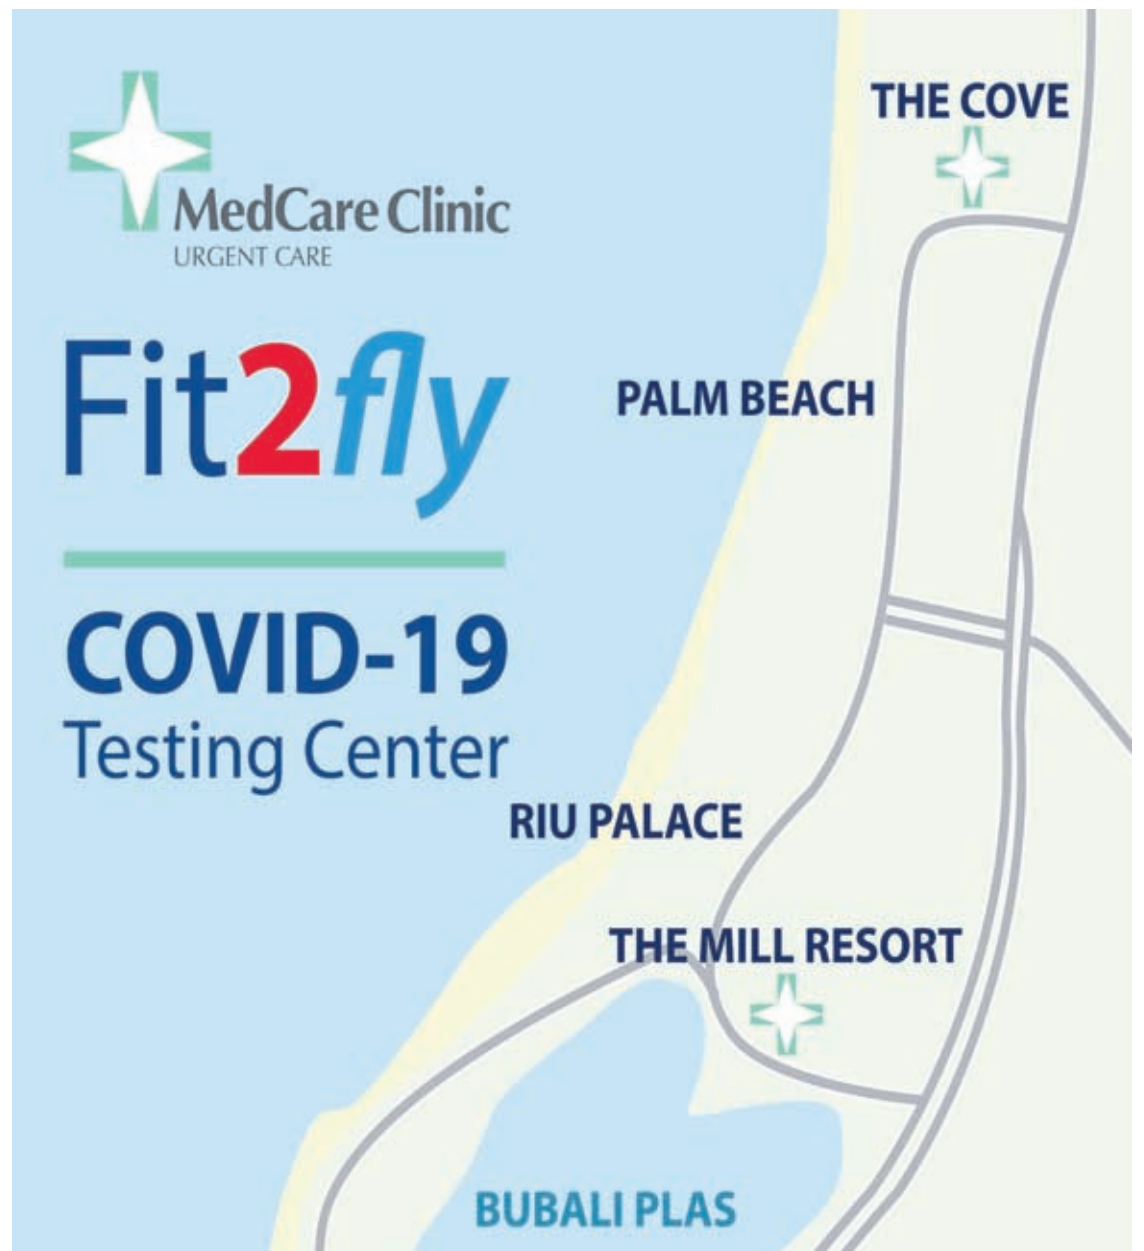 MedCare Clinic
URGENT CARE
Fit2fly
COVID-19
Testing Center
THE COVE
PALM BEACH
RIU PALACE
THE MILL RESORT
BUBALI PLAS